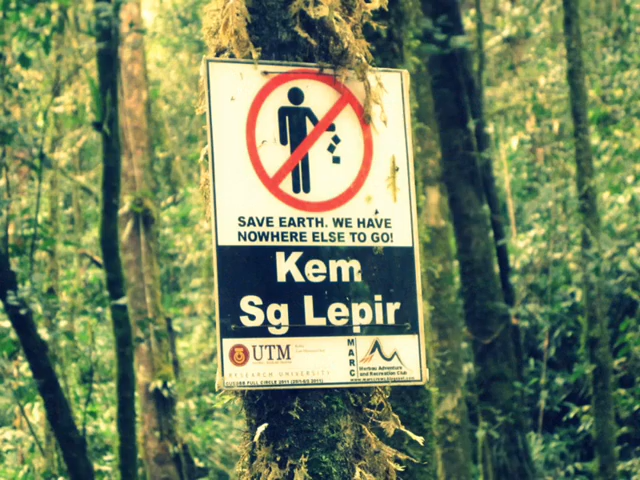 SAVE EARTH. WE HAVE
NOWHERE ELSE TO GO!
Kem
Sg Lepir
UTM
RESEARCH UNIVERSITY
MARC
Merbau Adventure
and Recreation Club